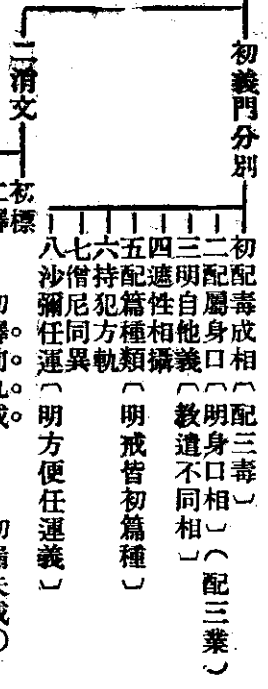 初義門分別
初配毒成相〔配三毒〕
二配屬身口〔明身口相〕（配三業）
三明自他義〔教遣不同相〕
四遮性相攝
五配篇種類〔明戒皆初篇種〕
六持犯方軌
七僧尼同異
八沙彌任運〔明方便任運義〕
二消文
初標